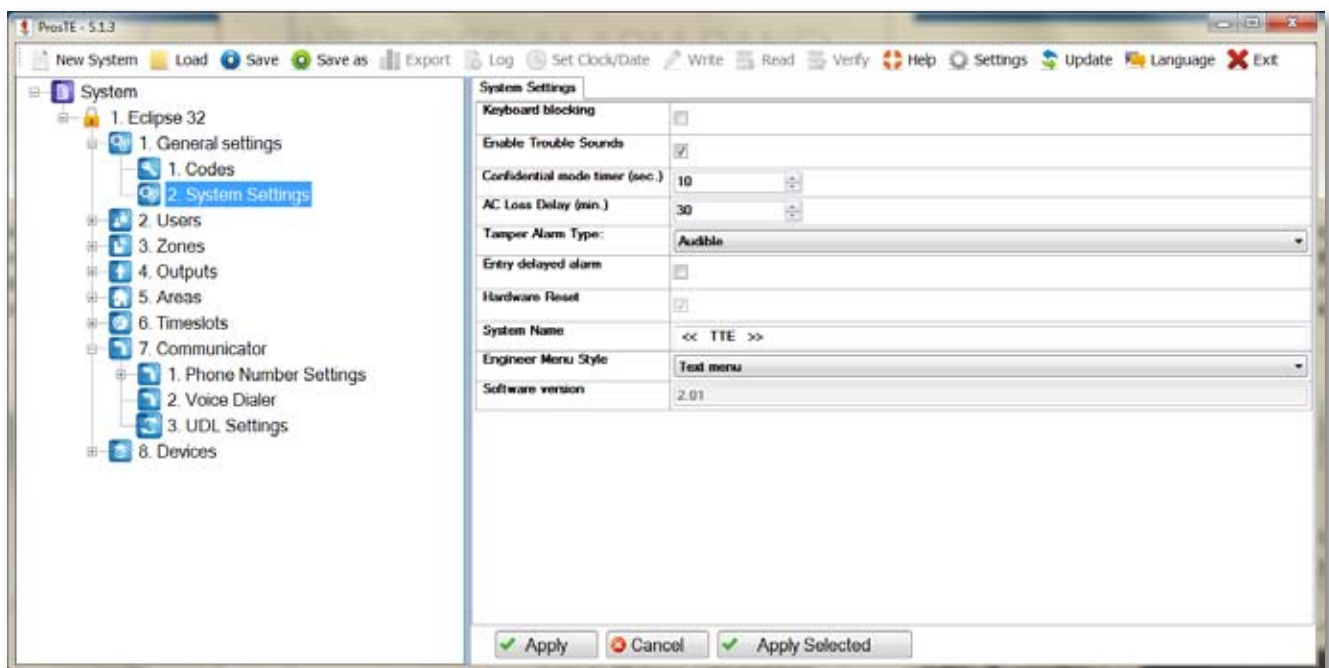 ProsTE - 5.1.3
New System Load Save Save as Export Log Set Clock/Date Write Read Verify Help Settings Update Language Exit
System
1. Eclipse 32
1. General settings
1. Codes
2. System Settings
2. Users
3. Zones
4. Outputs
5. Areas
6. Timeslots
7. Communicator
1. Phone Number Settings
2. Voice Dialer
3. UDL Settings
8. Devices
System Settings
Keyboard blocking
Enable Trouble Sounds
Confidential mode timer (sec.) 10
AC Loss Delay (min.) 30
Tamper Alarm Type: Audible
Entry delayed alarm
Hardware Reset
System Name << TTE >>
Engineer Menu Style Text menu
Software version 2.01
Apply Cancel Apply Selected